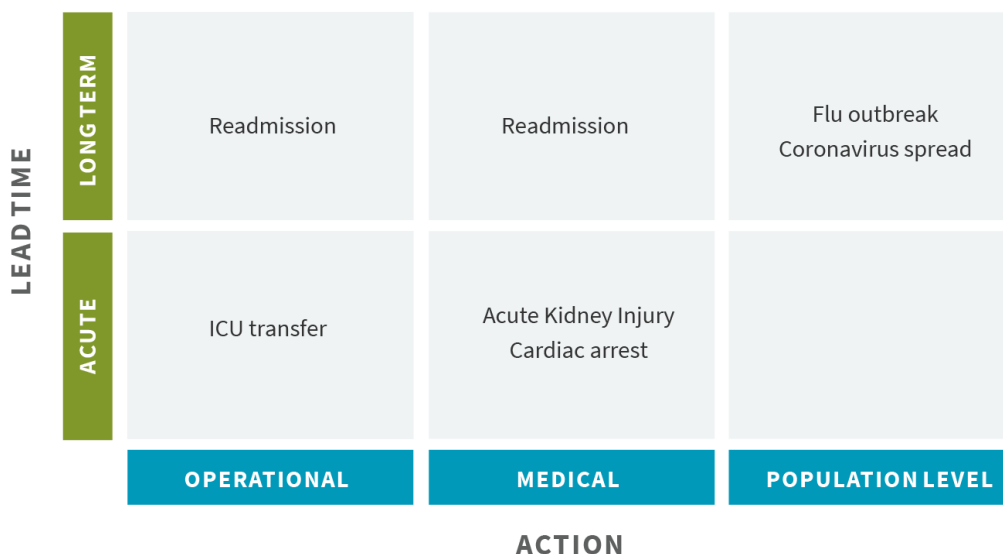 LEAD TIME
LONG TERM
Readmission
Readmission
Flu outbreak
Coronavirus spread
ACUTE
ICU transfer
Acute Kidney Injury
Cardiac arrest
OPERATIONAL
MEDICAL
POPULATION LEVEL
ACTION